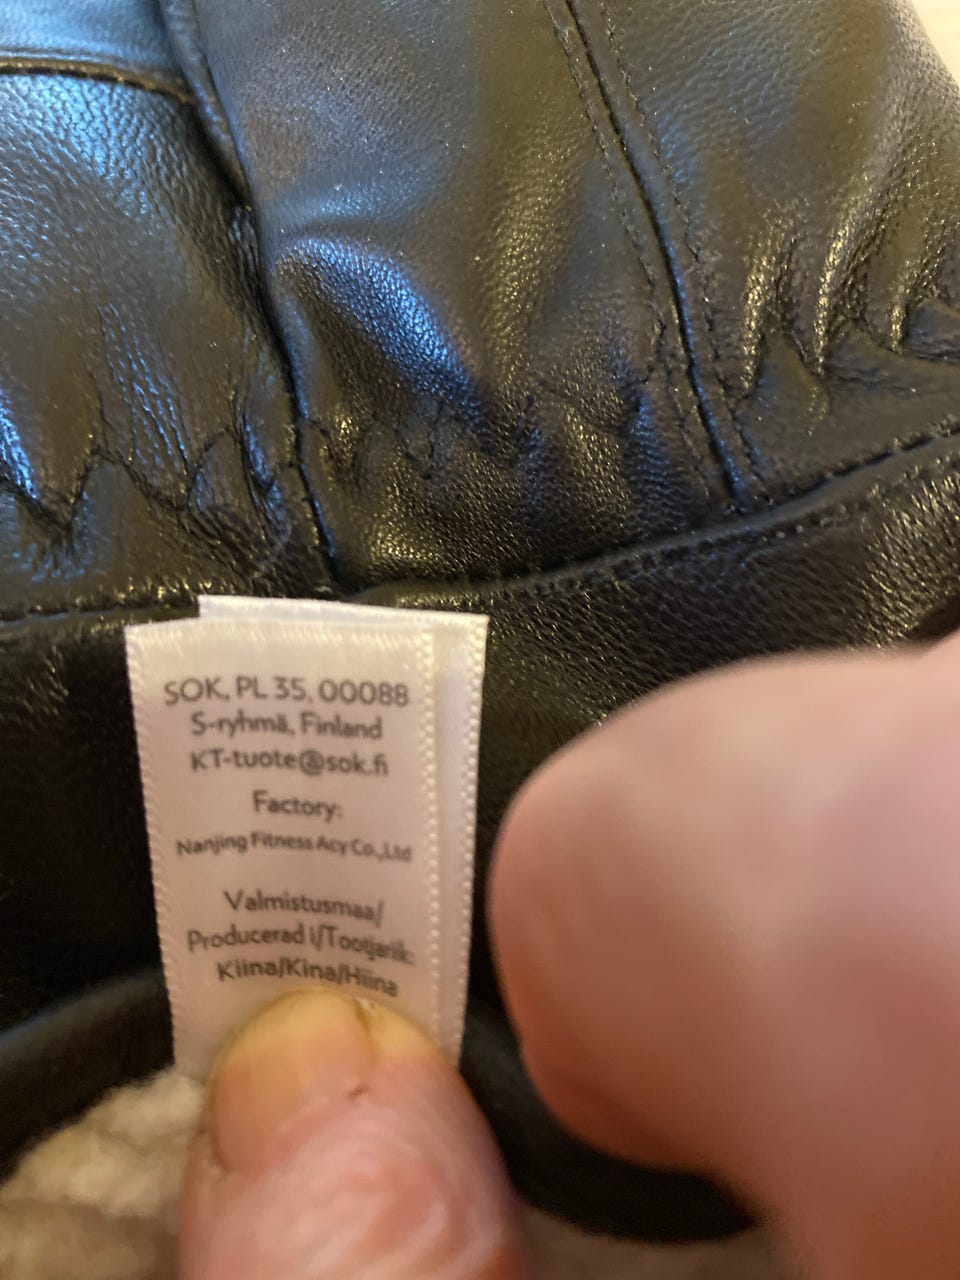 SOK, PL 35, 00088
S-ryhmä, Finland
KT-tuote@sok.fi
Factory:
Nanjing Fitness Acy Co.,Ltd
Valmistusmaa/
Producerad i/Tootjariik:
Kiina/Kina/Hiina